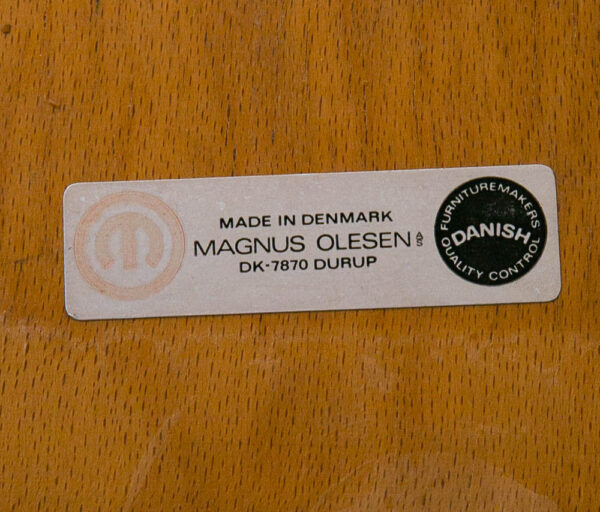 MADE IN DENMARK
MAGNUS OLESEN
DK-7870 DURUP
FURNITUREMAKERS
DANISH
QUALITY CONTROL